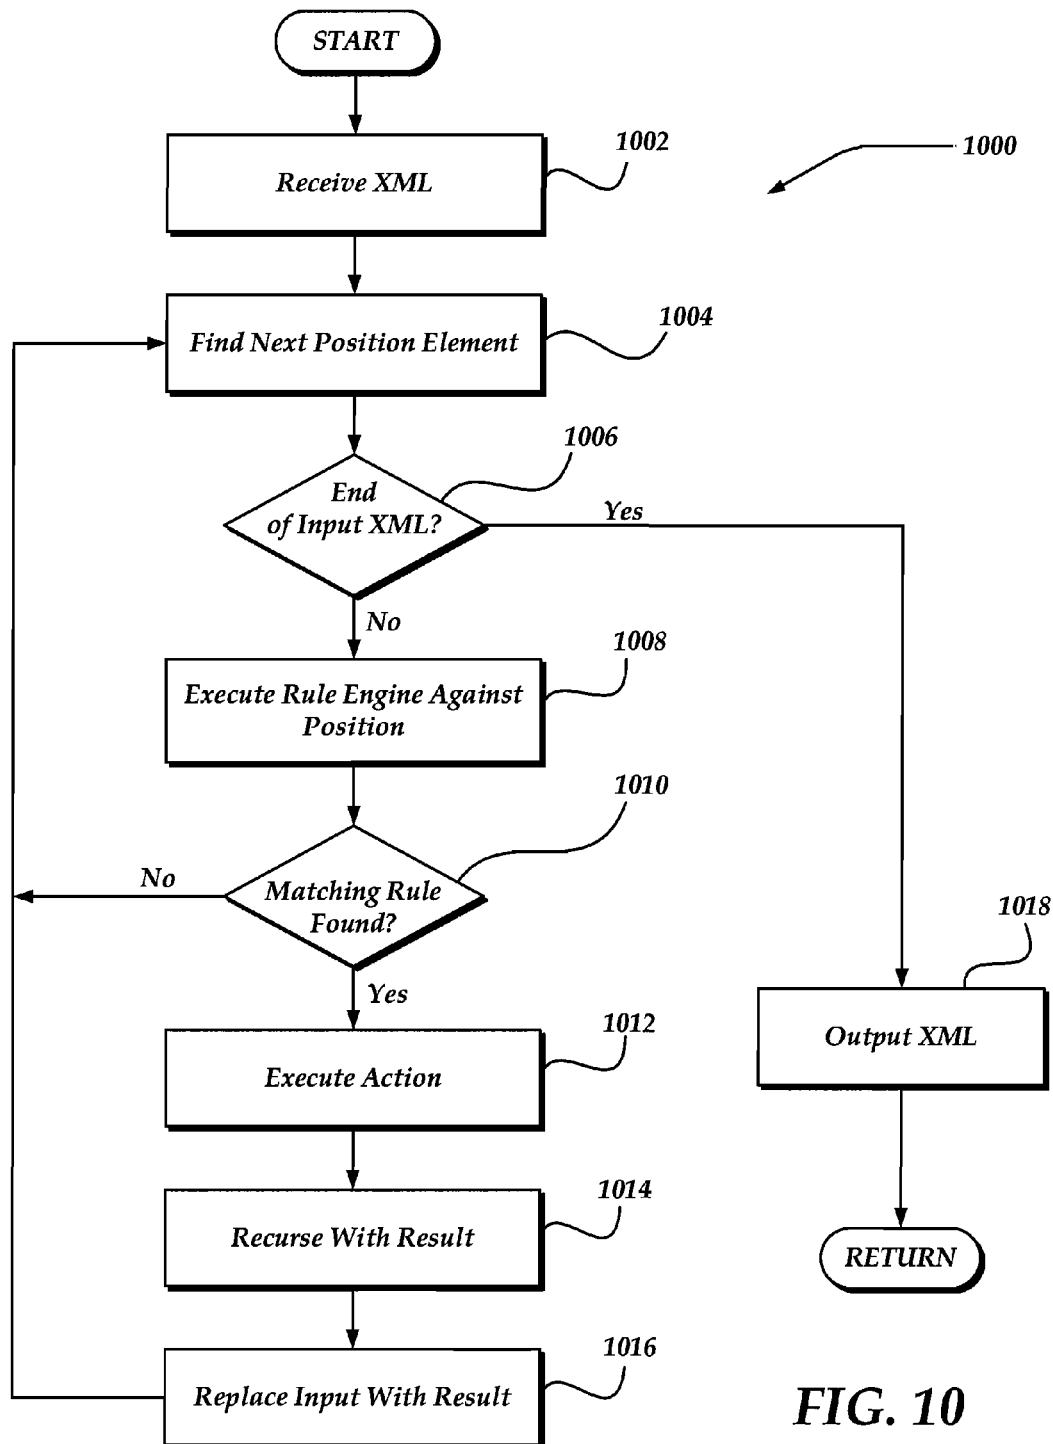 START
1002
1000
Receive XML
1004
Find Next Position Element
1006
End
of Input XML?
Yes
No
1008
Execute Rule Engine Against
Position
1010
No
Matching Rule
Found?
1018
Yes
1012
Output XML
Execute Action
1014
Recurse With Result
RETURN
1016
Replace Input With Result
FIG. 10